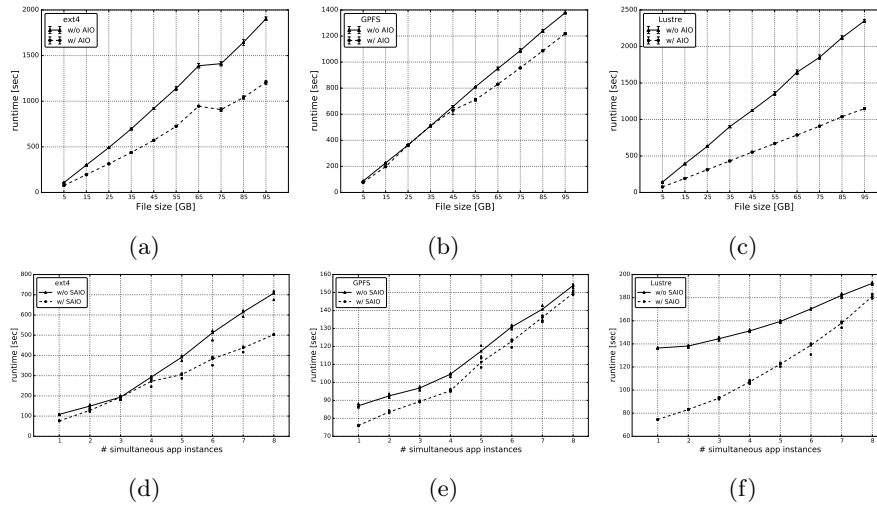 ext4
w/o AIO
w/ AIO
2000
1500
1000
500
0
runtime [sec]
5 15 25 35 45 55 65 75 85 95
File size [GB]
(a)
GPFS
w/o AIO
w/ AIO
1400
1200
1000
800
600
400
200
0
runtime [sec]
5 15 25 35 45 55 65 75 85 95
File size [GB]
(b)
Lustre
w/o AIO
w/ AIO
2500
2000
1500
1000
500
0
runtime [sec]
5 15 25 35 45 55 65 75 85 95
File size [GB]
(c)
ext4
w/o SAIO
w/ SAIO
800
700
600
500
400
300
200
100
0
runtime [sec]
1 2 3 4 5 6 7 8
# simultaneous app instances
(d)
GPFS
w/o SAIO
w/ SAIO
160
150
140
130
120
110
100
90
80
70
runtime [sec]
1 2 3 4 5 6 7 8
# simultaneous app instances
(e)
Lustre
w/o SAIO
w/ SAIO
200
180
160
140
120
100
80
60
runtime [sec]
1 2 3 4 5 6 7 8
# simultaneous app instances
(f)